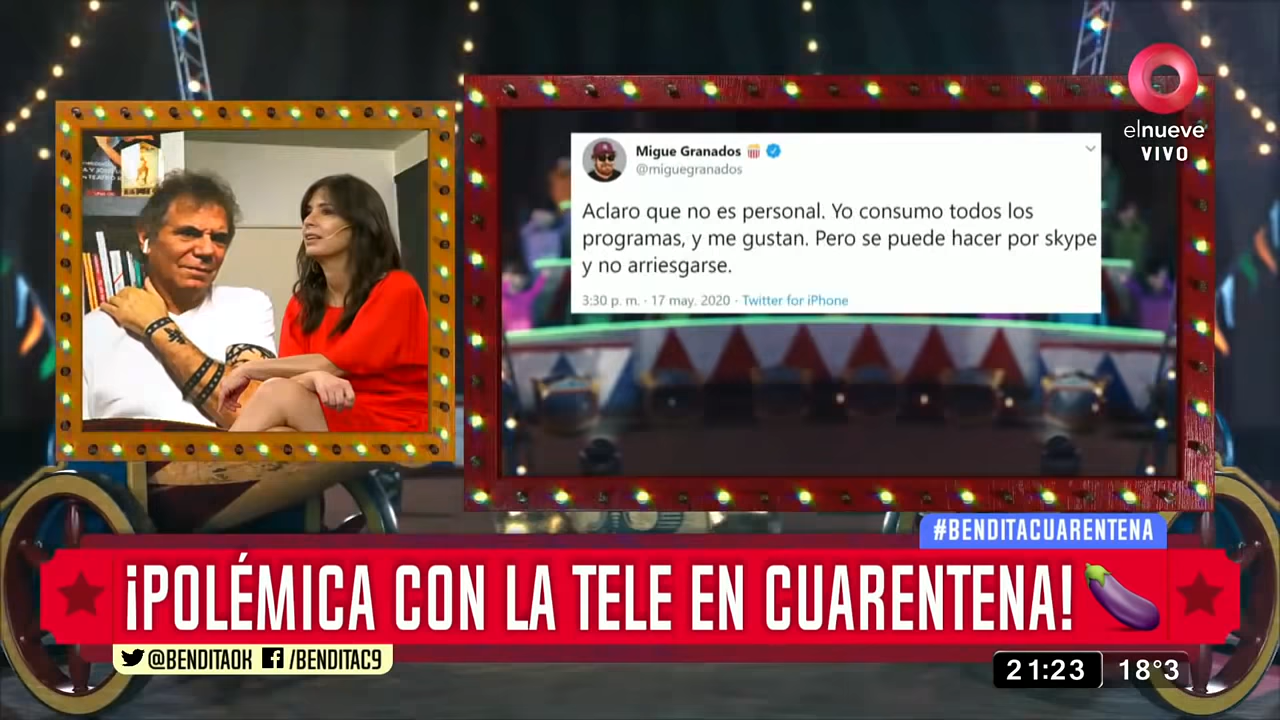 elnueve
VIVO
Migue Granados
@miguegranados
Aclaro que no es personal. Yo consumo todos los
programas, y me gustan. Pero se puede hacer por skype
y no arriesgarse.
3:30 p. m. · 17 may. 2020 · Twitter for iPhone
#BENDITACUARENTENA
¡POLÉMICA CON LA TELE EN CUARENTENA!
@BENDITAOK /BENDITAC9
21:23 18°3